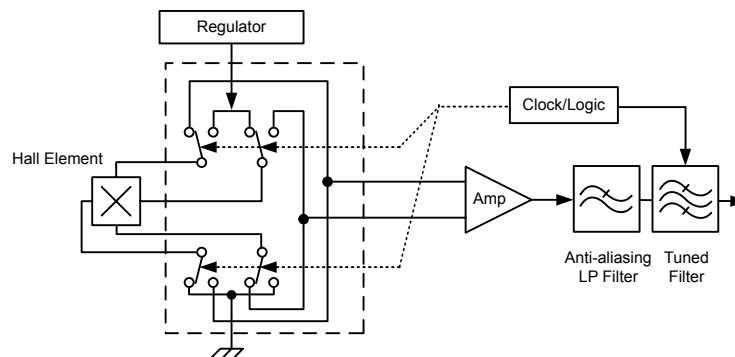 Regulator
Clock/Logic
Hall Element
Amp
Anti-aliasing
LP Filter
Tuned
Filter